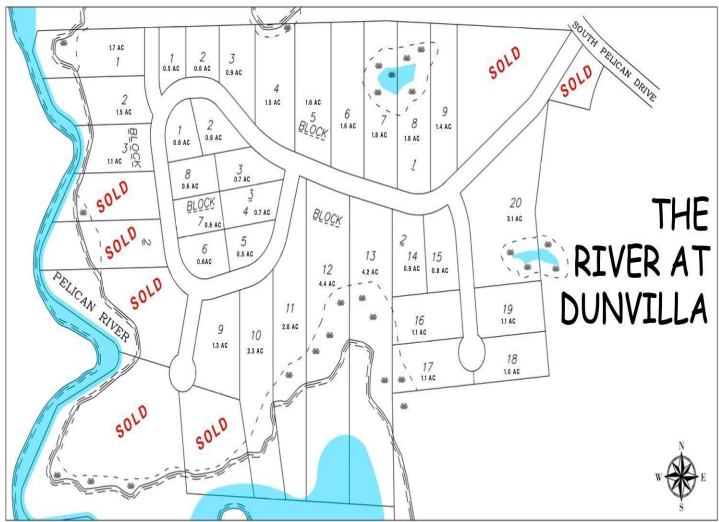 SOUTH PELICAN DRIVE
SOLD
SOLD
1.7 AC
1
2
1.5 AC
3
1.1 AC
BLOCK
2
SOLD
SOLD
SOLD
SOLD
SOLD
PELICAN RIVER
1
0.5 AC
2
0.6 AC
3
0.9 AC
4
1.5 AC
1.6 AC
5
BLOCK
6
1.6 AC
7
1.8 AC
8
1.8 AC
1
9
1.4 AC
1
0.6 AC
2
0.6 AC
8
0.6 AC
3
0.7 AC
BLOCK
3
7 0.6 AC
4 0.7 AC
6
0.6AC
5
0.5 AC
BLOCK
2
9
1.3 AC
10
2.3 AC
11
2.8 AC
12
4.4 AC
13
4.2 AC
14
0.9 AC
15
0.8 AC
16
1.1 AC
17
1.1 AC
18
1.0 AC
19
1.1 AC
20
3.1 AC
THE
RIVER AT
DUNVILLA
N
W E
S